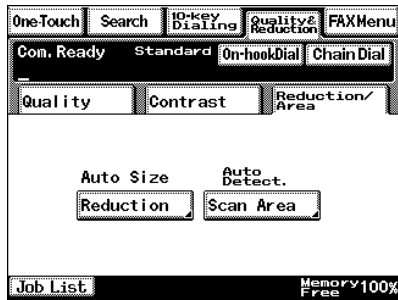 One-Touch Search 10-key Dialing Quality& Reduction FAX Menu
Com. Ready Standard On-hookDial Chain Dial
Quality Contrast Reduction/ Area
Auto Size Auto Detect.
Reduction Scan Area
Job List Memory Free 100%